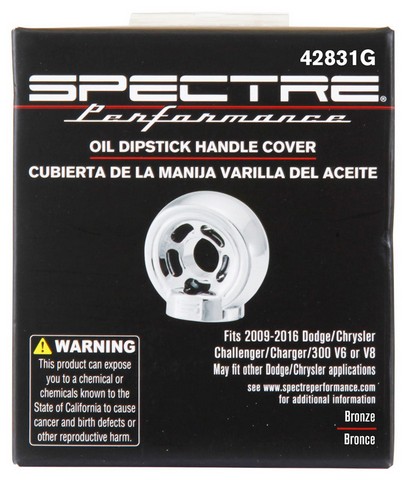 42831G
SPECTRE®
Performance
OIL DIPSTICK HANDLE COVER
CUBIERTA DE LA MANIJA VARILLA DEL ACEITE
Fits 2009-2016 Dodge/Chrysler
Challenger/Charger/300 V6 or V8
May fit other Dodge/Chrysler applications
see www.spectreperformance.com
for additional information
Bronze
Bronce
WARNING
This product can expose
you to a chemical or
chemicals known to the
State of California to cause
cancer and birth defects or
other reproductive harm.